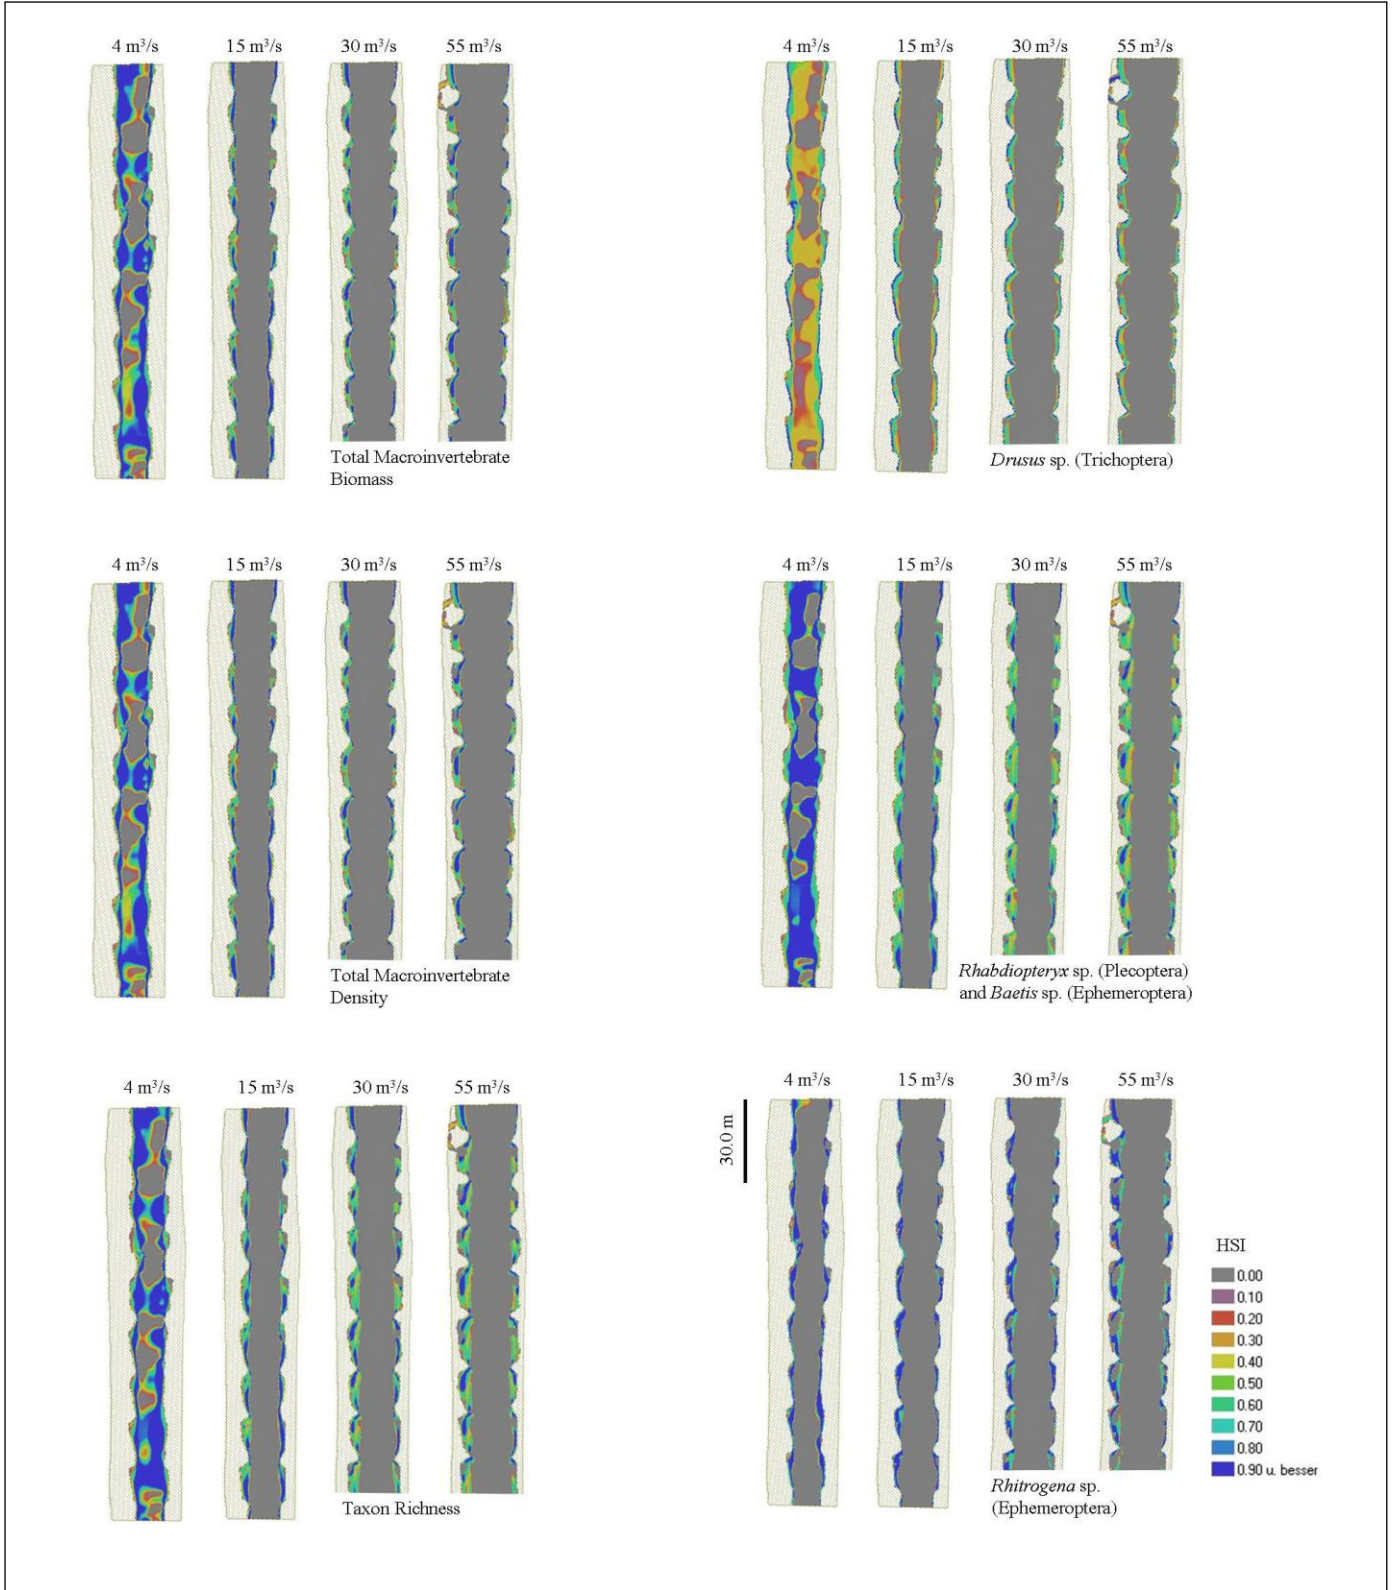 4 m³/s 15 m³/s 30 m³/s 55 m³/s
Total Macroinvertebrate
Biomass
4 m³/s 15 m³/s 30 m³/s 55 m³/s
Drusus sp. (Trichoptera)
4 m³/s 15 m³/s 30 m³/s 55 m³/s
Total Macroinvertebrate
Density
4 m³/s 15 m³/s 30 m³/s 55 m³/s
Rhabdiopteryx sp. (Plecoptera)
and Baetis sp. (Ephemeroptera)
4 m³/s 15 m³/s 30 m³/s 55 m³/s
Taxon Richness
4 m³/s 15 m³/s 30 m³/s 55 m³/s
30.0 m
Rhitrogena sp.
(Ephemeroptera)
HSI
0.00
0.10
0.20
0.30
0.40
0.50
0.60
0.70
0.80
0.90 u. besser